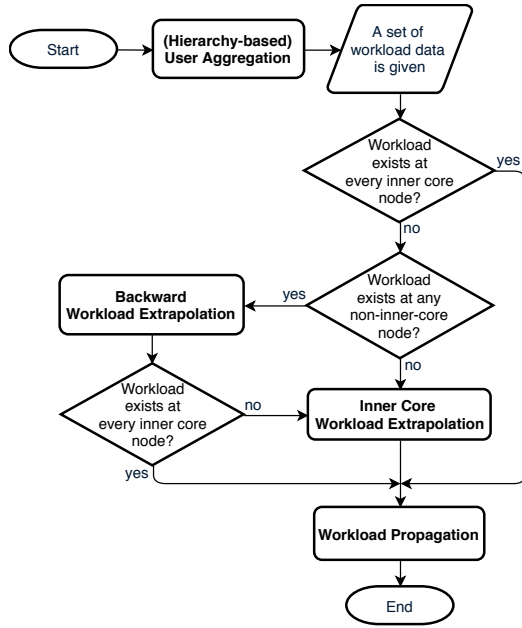 Start
(Hierarchy-based)
User Aggregation
A set of
workload data
is given
Workload
exists at
every inner core
node?
yes
no
Workload
exists at any
non-inner-core
node?
yes
no
Backward
Workload Extrapolation
Workload
exists at
every inner core
node?
no
yes
Inner Core
Workload Extrapolation
Workload Propagation
End